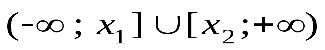 (-∞ ; x₁] ∪[x₂;+∞)